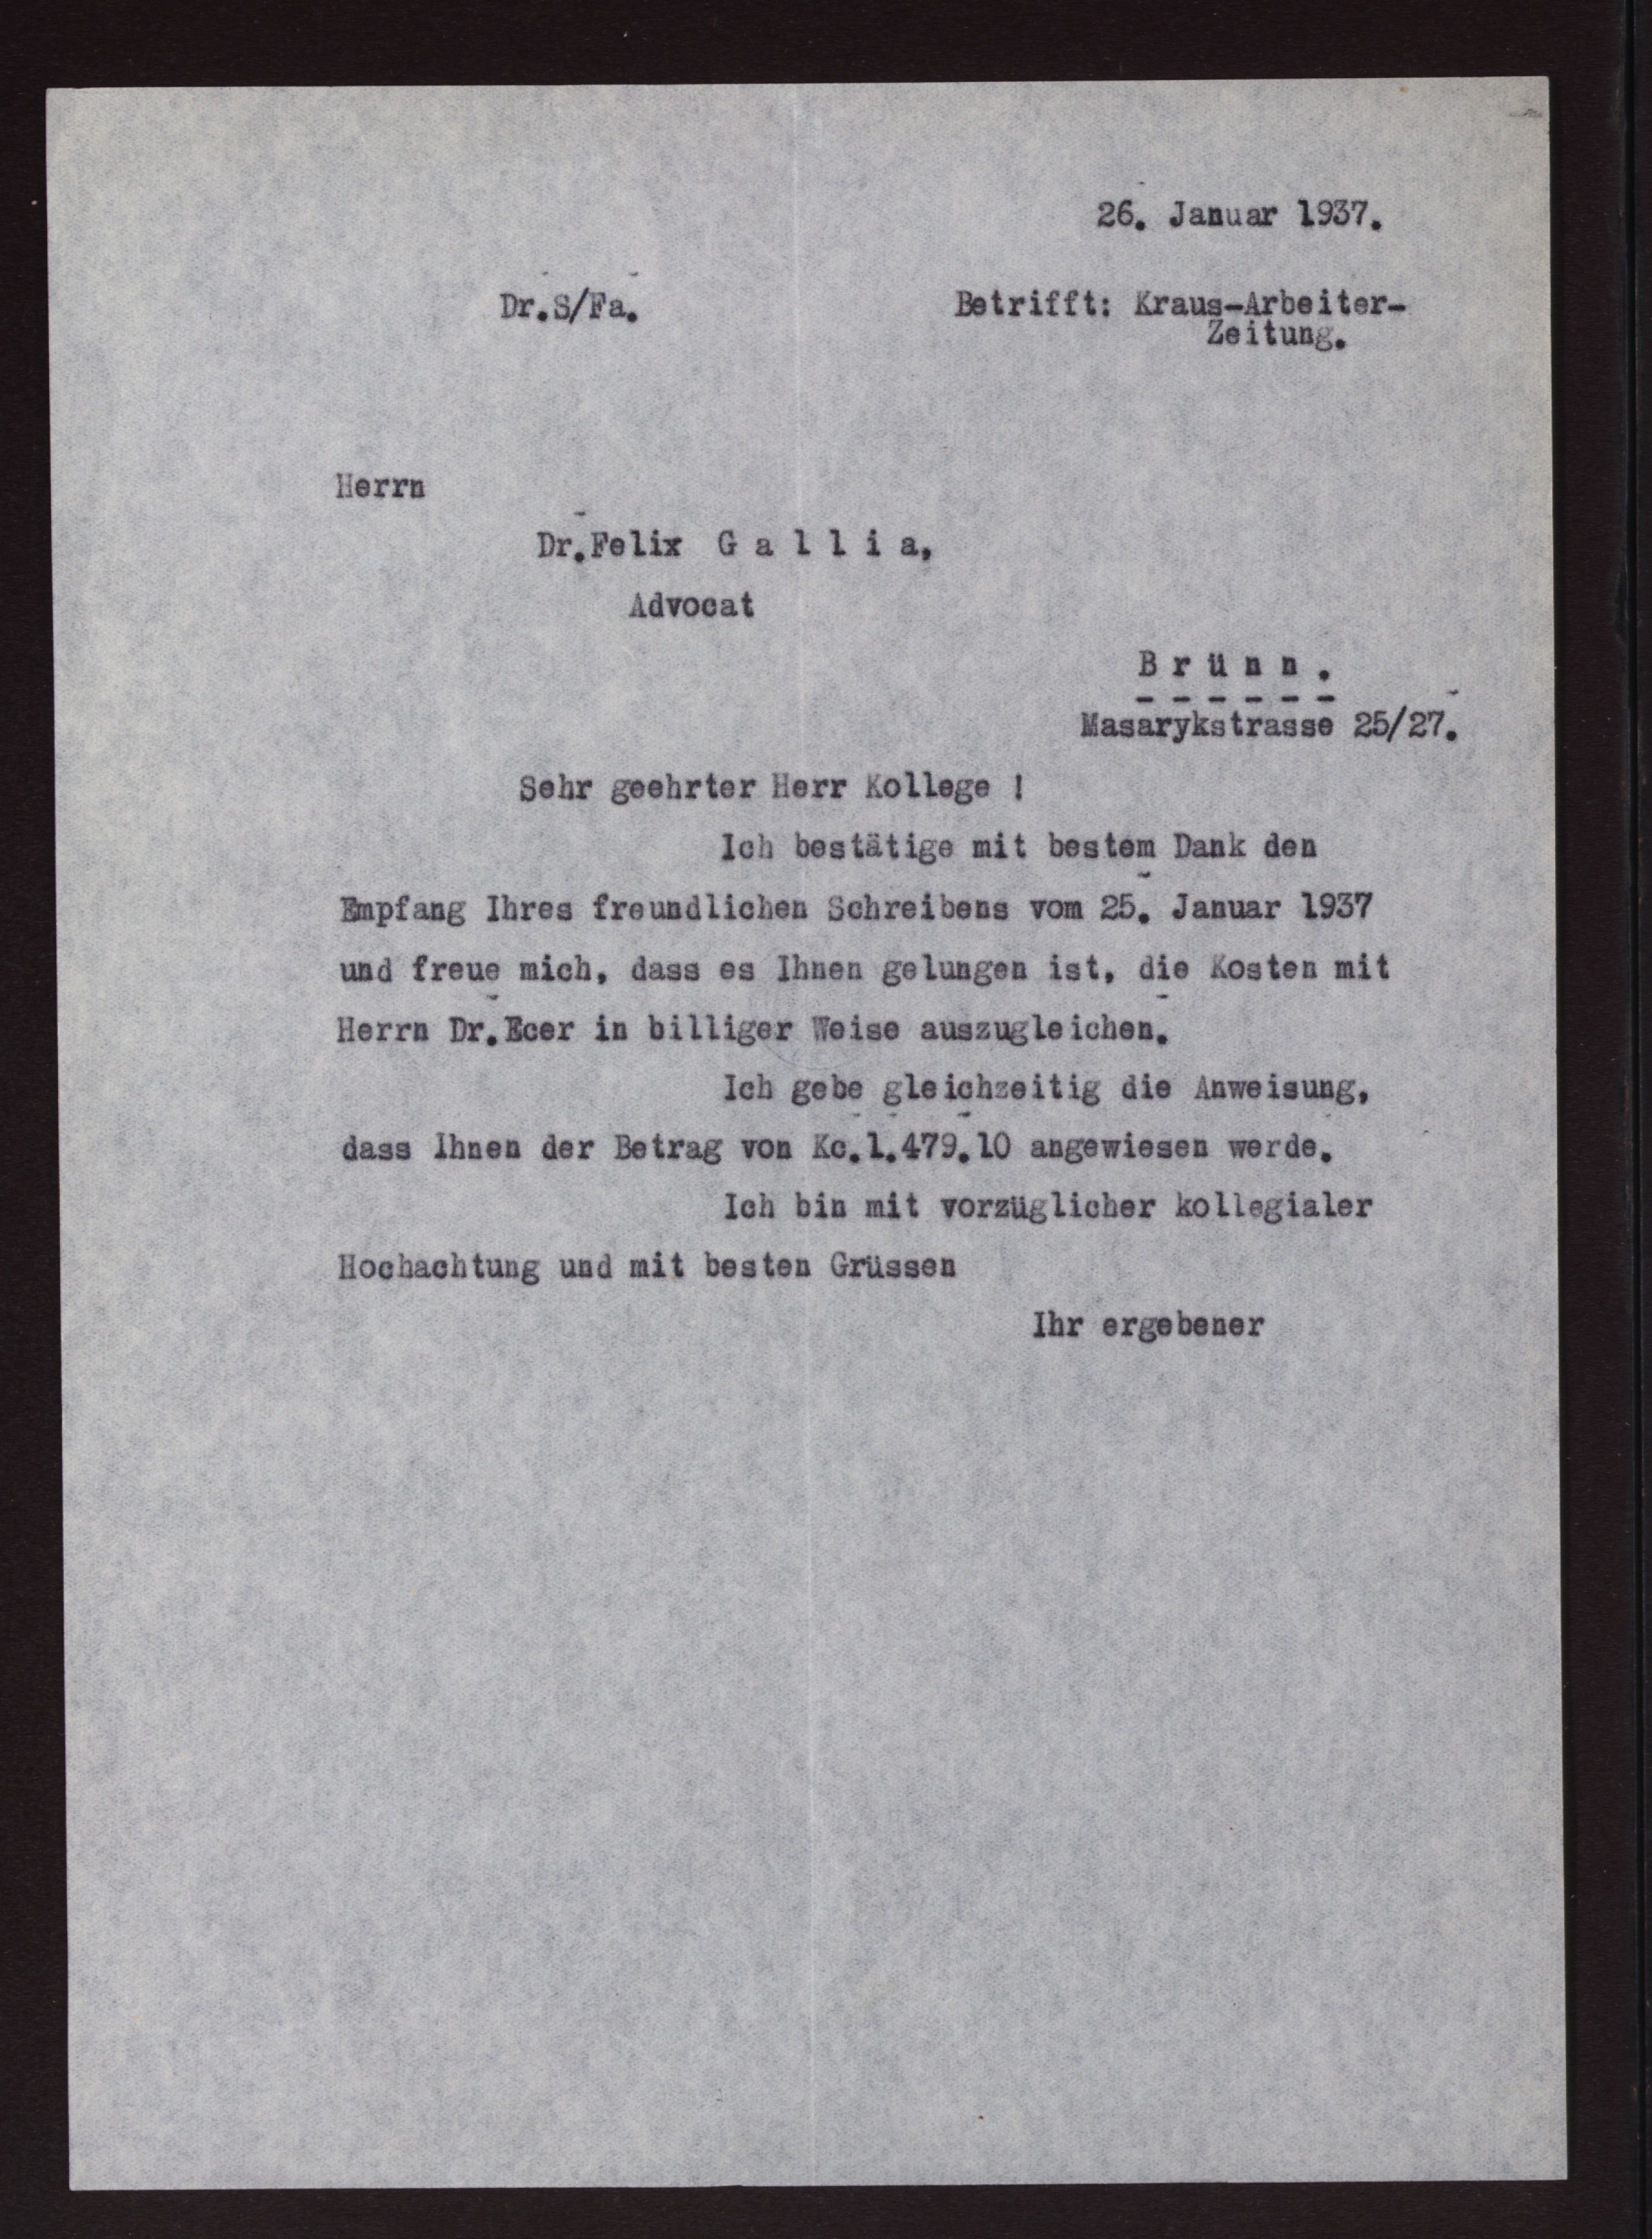 26. Januar 1937.
Dr.S/Fa.
Betrifft: Kraus-Arbeiter-
Zeitung.
Herrn
Dr.Felix G a l l i a,
Advocat
B r ü n n .
- - - - - -
Masarykstrasse 25/27.
Sehr geehrter Herr Kollege !
Ich bestätige mit bestem Dank den
Empfang Ihres freundlichen Schreibens vom 25. Januar 1937
und freue mich, dass es Ihnen gelungen ist, die Kosten mit
Herrn Dr.Ecer in billiger Weise auszugleichen.
Ich gebe gleichzeitig die Anweisung,
dass Ihnen der Betrag von Kc.1.479.10 angewiesen werde.
Ich bin mit vorzüglicher kollegialer
Hochachtung und mit besten Grüssen
Ihr ergebener